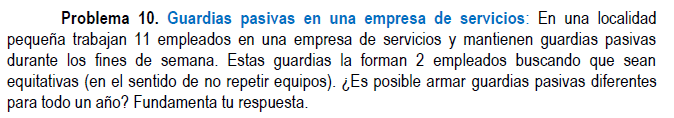 Problema 10. Guardias pasivas en una empresa de servicios: En una localidad
pequeña trabajan 11 empleados en una empresa de servicios y mantienen guardias pasivas
durante los fines de semana. Estas guardias la forman 2 empleados buscando que sean
equitativas (en el sentido de no repetir equipos). ¿Es posible armar guardias pasivas diferentes
para todo un año? Fundamenta tu respuesta.